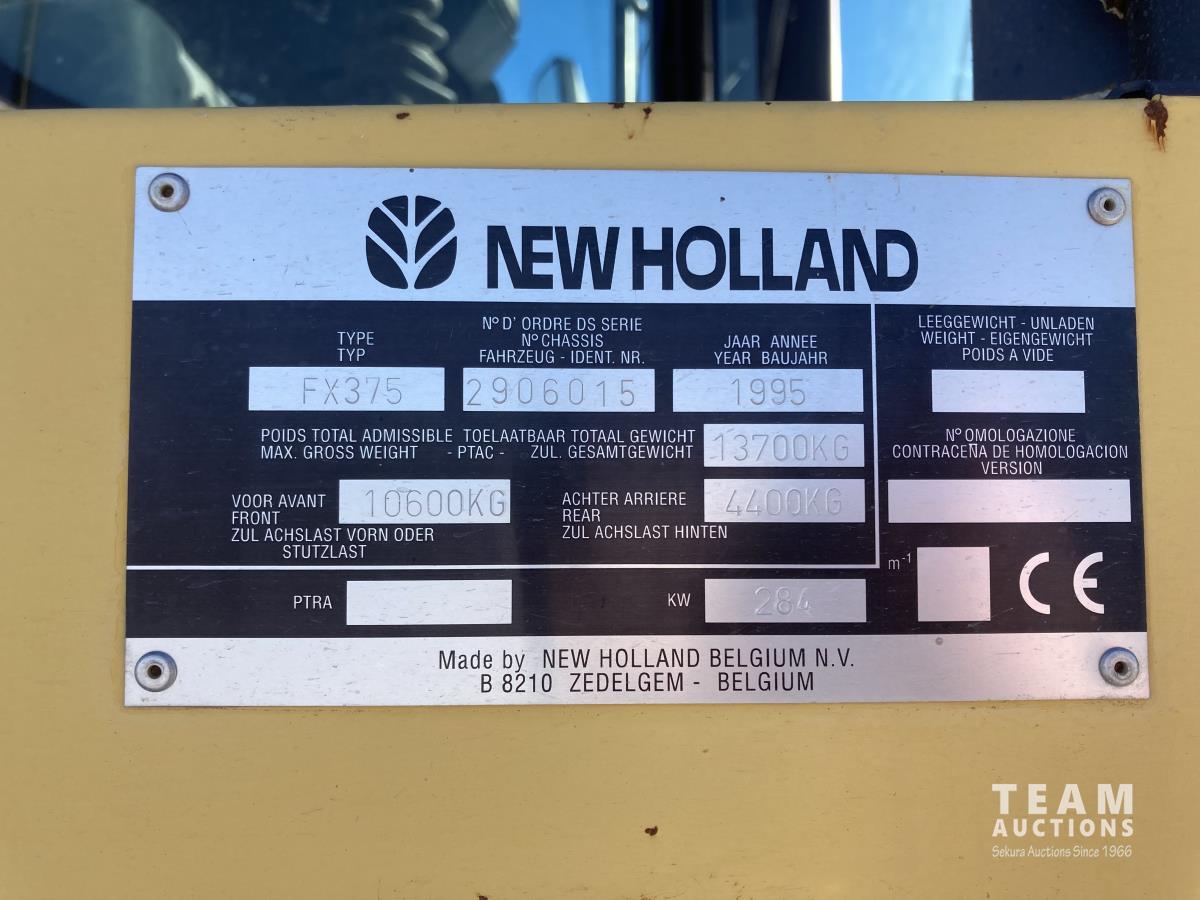 NEW HOLLAND
TYPE
TYP
FX375
N° D' ORDRE DS SERIE
N° CHASSIS
FAHRZEUG - IDENT. NR.
2906015
JAAR ANNEE
YEAR BAUJAHR
1995
LEEGGEWICHT - UNLADEN
WEIGHT - EIGENGEWICHT
POIDS A VIDE
POIDS TOTAL ADMISSIBLE - TOELAATBAAR TOTAAL GEWICHT
MAX. GROSS WEIGHT - PTAC - ZUL. GESAMTGEWICHT
13700KG
N° OMOLOGAZIONE
CONTRACEÑA DE HOMOLOGACION
VERSION
VOOR AVANT
FRONT
ZUL ACHSLAST VORN ODER
STUTZLAST
10600KG
ACHTER ARRIERE
REAR
ZUL ACHSLAST HINTEN
4400KG
PTRA
KW
284
m-1
CE
Made by NEW HOLLAND BELGIUM N.V.
B 8210 ZEDELGEM - BELGIUM
TEAM
AUCTIONS
Sekura Auctions Since 1966